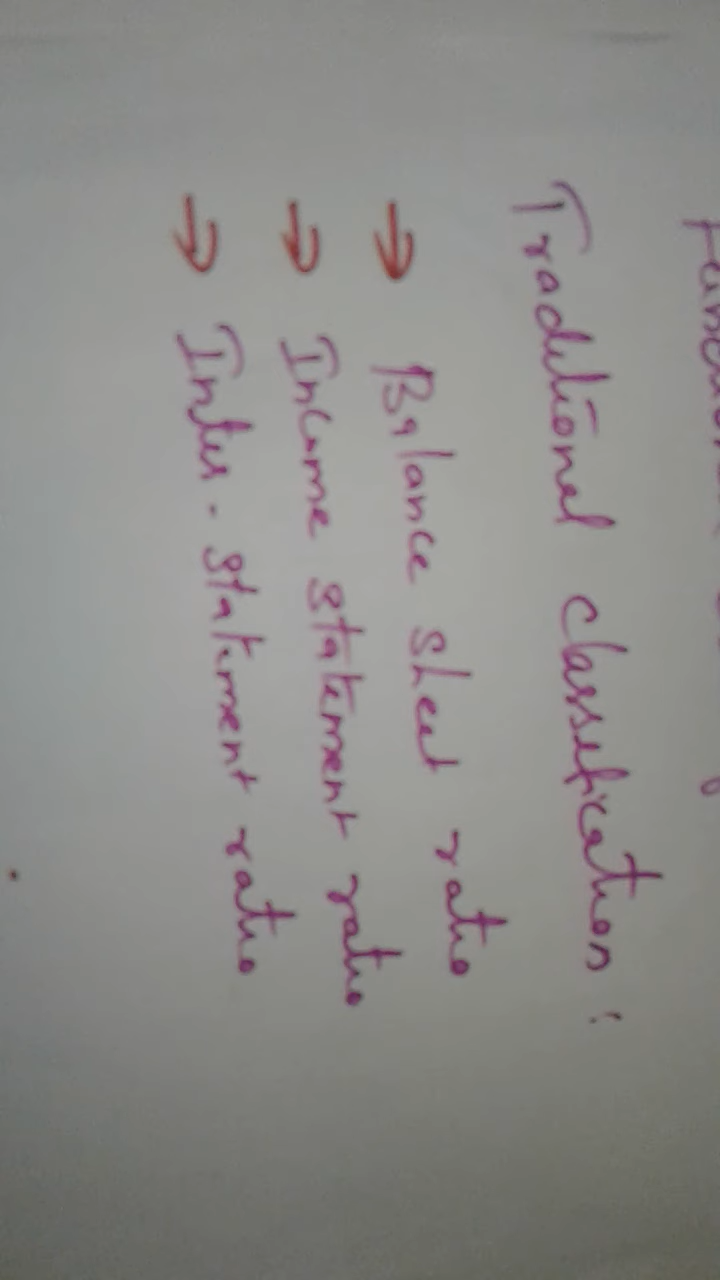 Traditional classification :
→ Balance sheet ratio
→ Income statement ratio
→ Inter - statement ratio